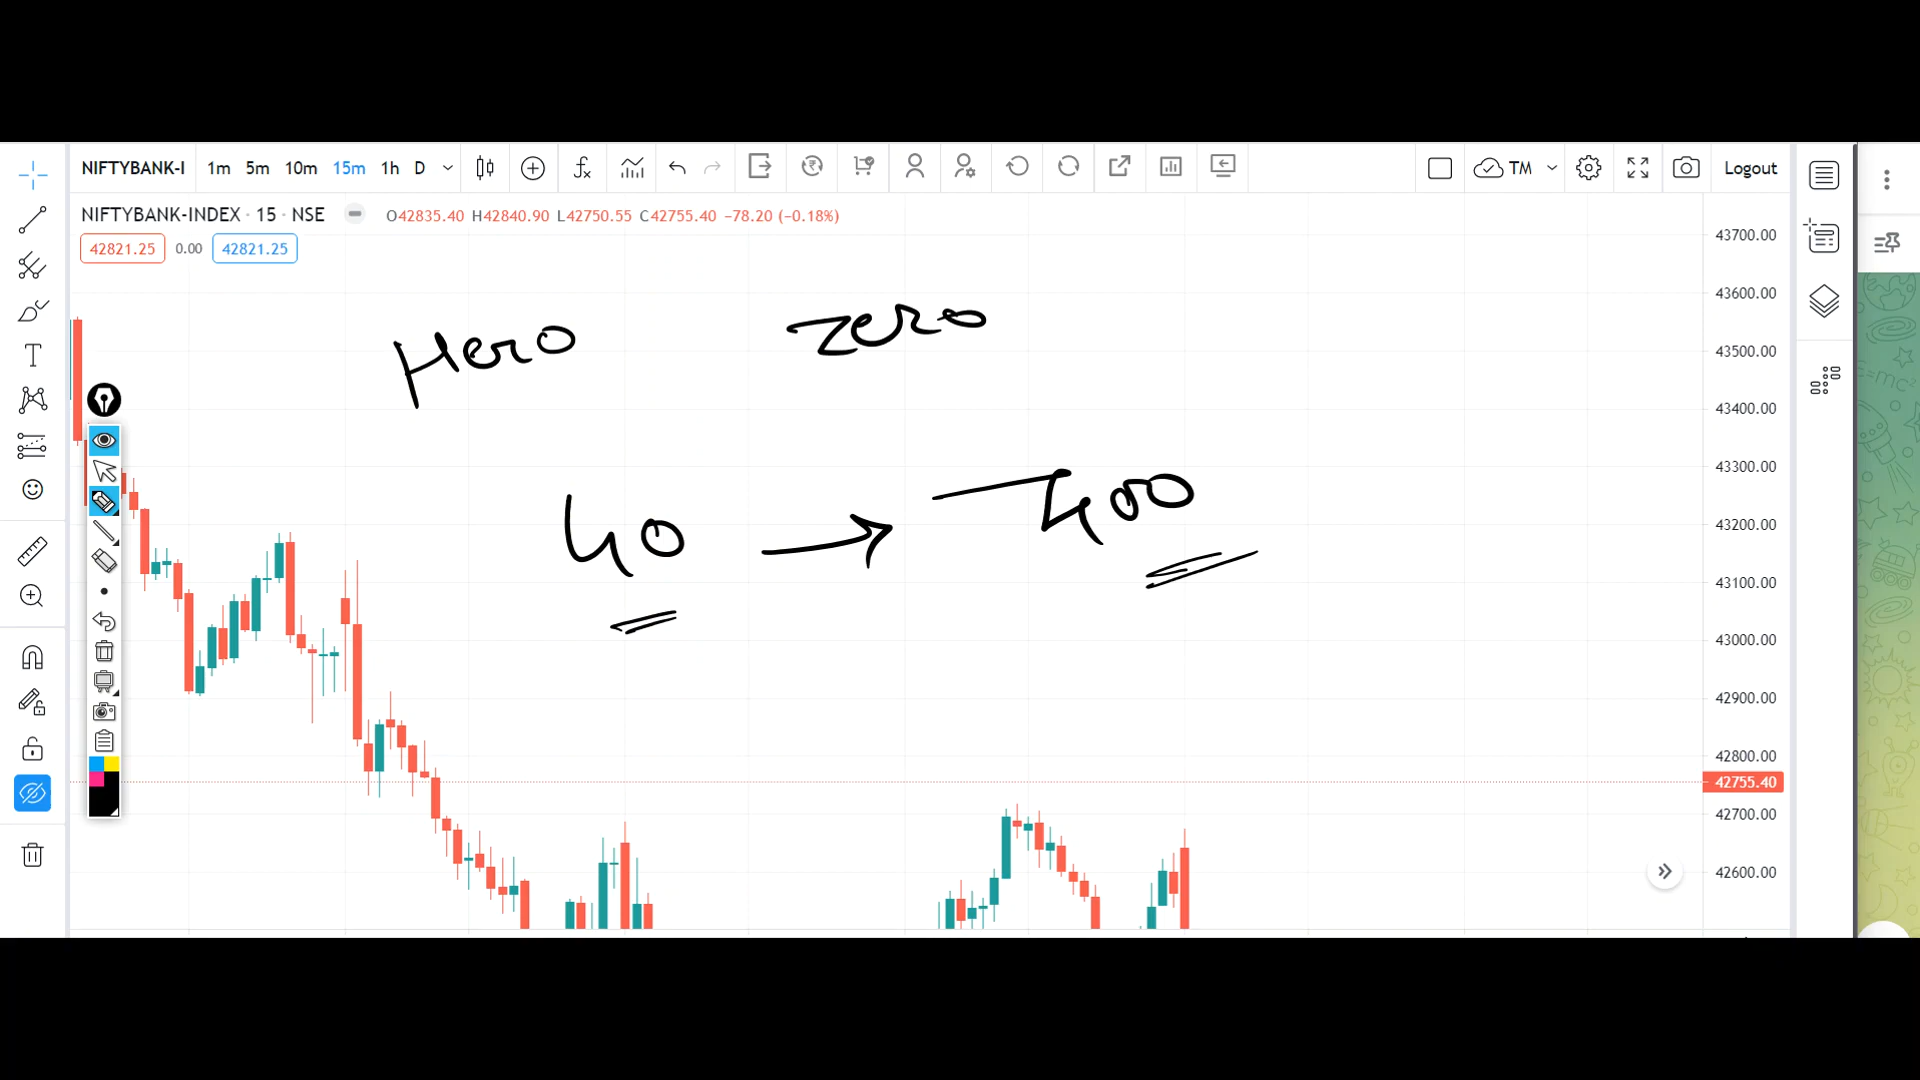 NIFTYBANK-I 1m 5m 10m 15m 1h D TM Logout
NIFTYBANK-INDEX · 15 · NSE O42835.40 H42840.90 L42750.55 C42755.40 −78.20 (−0.18%)
42821.25 0.00 42821.25
43700.00
43600.00
Hero zero
43500.00
43400.00
43300.00
40 → 400
43200.00
43100.00
43000.00
42900.00
42800.00
42755.40
42700.00
42600.00